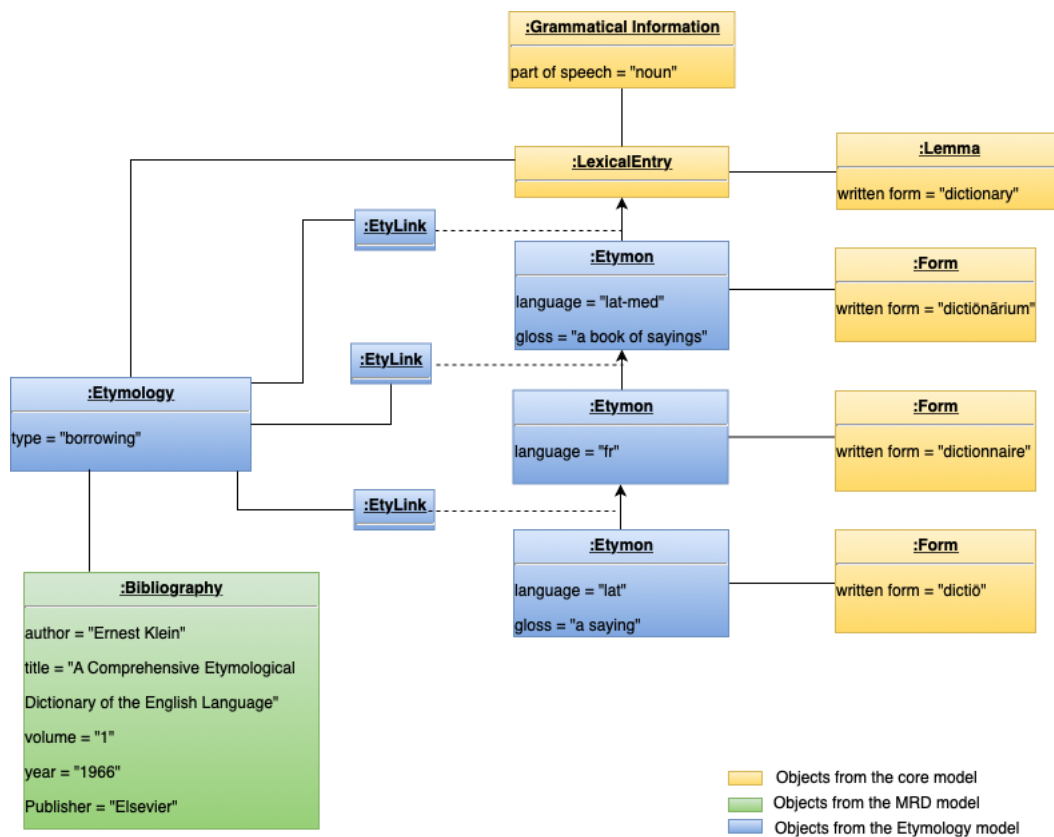 :Grammatical Information
part of speech = "noun"
:LexicalEntry
:Lemma
written form = "dictionary"
:EtyLink
:Etymon
language = "lat-med"
gloss = "a book of sayings"
:Form
written form = "dictiōnārium"
:EtyLink
:Etymology
type = "borrowing"
:Etymon
language = "fr"
:Form
written form = "dictionnaire"
:EtyLink
:Etymon
language = "lat"
gloss = "a saying"
:Form
written form = "dictiō"
:Bibliography
author = "Ernest Klein"
title = "A Comprehensive Etymological
Dictionary of the English Language"
volume = "1"
year = "1966"
Publisher = "Elsevier"
Objects from the core model
Objects from the MRD model
Objects from the Etymology model